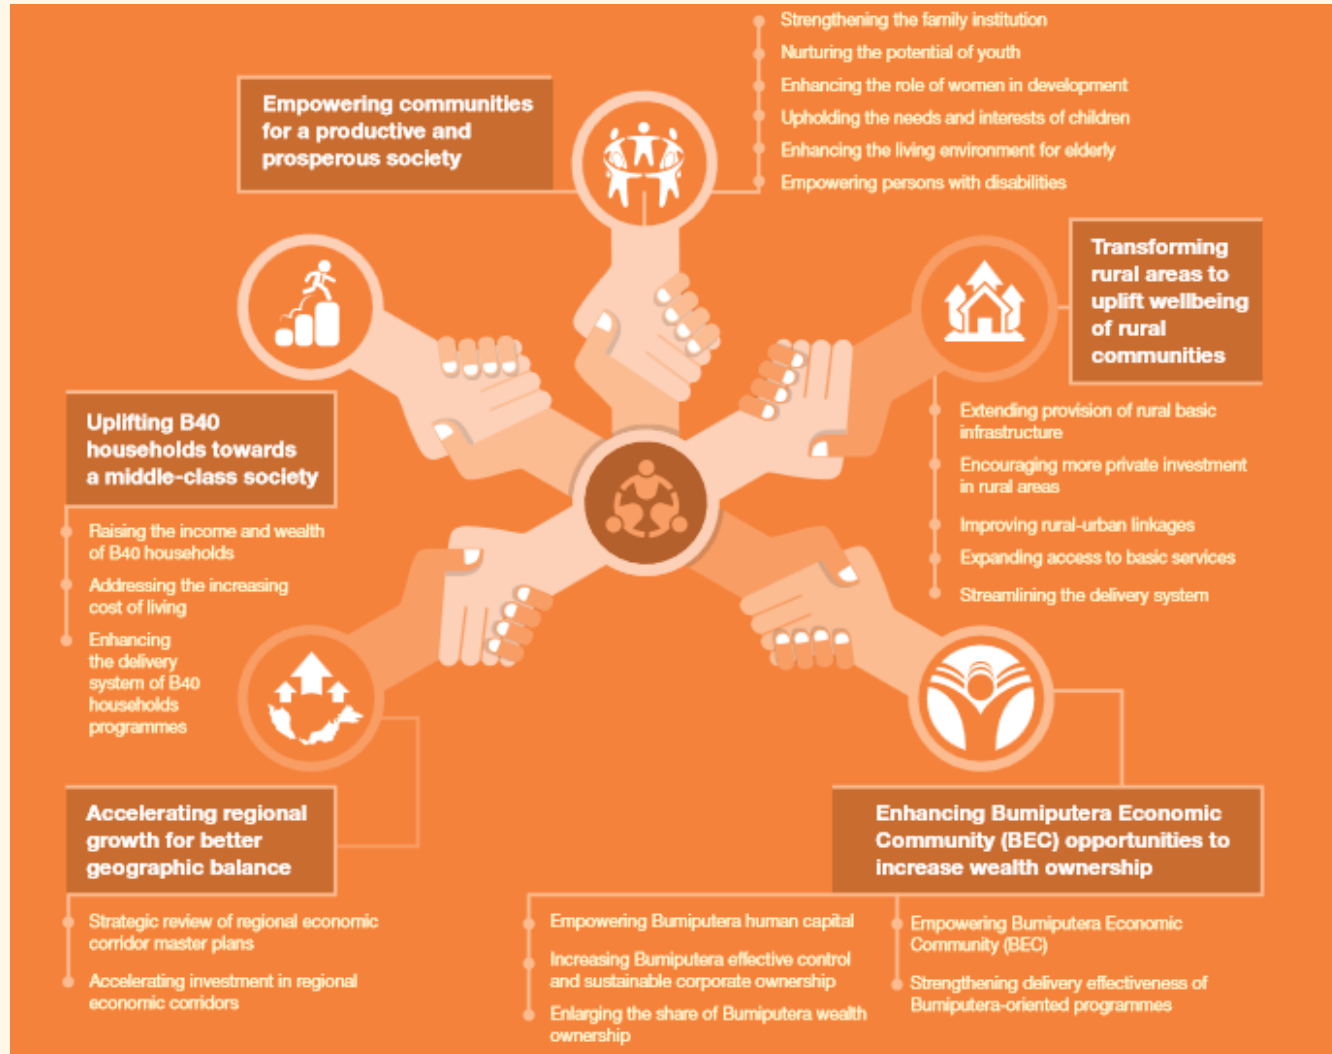 Empowering communities
for a productive and
prosperous society
Strengthening the family institution
Nurturing the potential of youth
Enhancing the role of women in development
Upholding the needs and interests of children
Enhancing the living environment for elderly
Empowering persons with disabilities
Transforming
rural areas to
uplift wellbeing
of rural
communities
Extending provision of rural basic
infrastructure
Encouraging more private investment
in rural areas
Improving rural-urban linkages
Expanding access to basic services
Streamlining the delivery system
Uplifting B40
households towards
a middle-class society
Raising the income and wealth
of B40 households
Addressing the increasing
cost of living
Enhancing
the delivery
system of B40
households
programmes
Accelerating regional
growth for better
geographic balance
Strategic review of regional economic
corridor master plans
Accelerating investment in regional
economic corridors
Enhancing Bumiputera Economic
Community (BEC) opportunities to
increase wealth ownership
Empowering Bumiputera human capital
Increasing Bumiputera effective control
and sustainable corporate ownership
Enlarging the share of Bumiputera wealth
ownership
Empowering Bumiputera Economic
Community (BEC)
Strengthening delivery effectiveness of
Bumiputera-oriented programmes